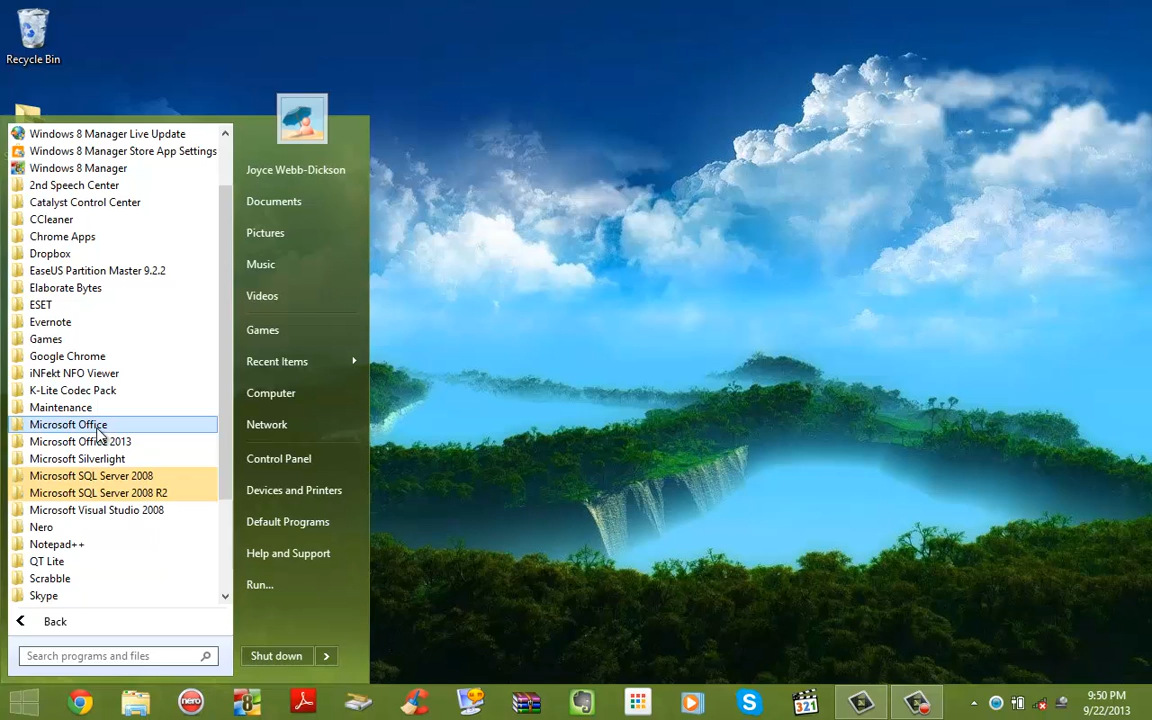 Recycle Bin
Windows 8 Manager Live Update
Windows 8 Manager Store App Settings
Windows 8 Manager
2nd Speech Center
Catalyst Control Center
CCleaner
Chrome Apps
Dropbox
EaseUS Partition Master 9.2.2
Elaborate Bytes
ESET
Evernote
Games
Google Chrome
iNFekt NFO Viewer
K-Lite Codec Pack
Maintenance
Microsoft Office
Microsoft Office 2013
Microsoft Silverlight
Microsoft SQL Server 2008
Microsoft SQL Server 2008 R2
Microsoft Visual Studio 2008
Nero
Notepad++
QT Lite
Scrabble
Skype
Back
Search programs and files
Joyce Webb-Dickson
Documents
Pictures
Music
Videos
Games
Recent Items
Computer
Network
Control Panel
Devices and Printers
Default Programs
Help and Support
Run...
Shut down
nero
8
321
9:50 PM
9/22/2013